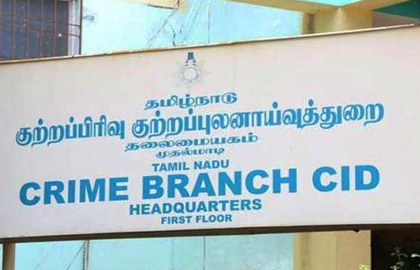 தமிழ்நாடு
குற்றப்பிரிவு குற்றப்புலனாய்வுத்துறை
தலைமையகம்
முதல்மாடி
TAMIL NADU
CRIME BRANCH CID
HEADQUARTERS
FIRST FLOOR